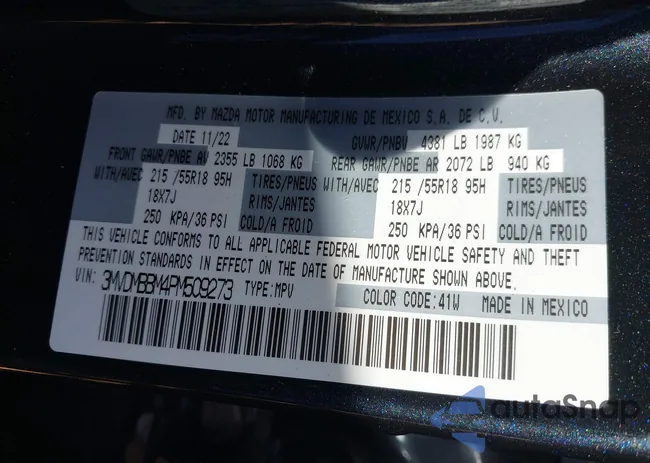 MFD. BY MAZDA MOTOR MANUFACTURING DE MEXICO S.A. DE C.V.
DATE 11/22 GVWR/PNBV 4381 LB 1987 KG
FRONT GAWR/PNBE AV 2355 LB 1068 KG REAR GAWR/PNBE AR 2072 LB 940 KG
WITH/AVEC 215 /55R18 95H TIRES/PNEUS WITH/AVEC 215 /55R18 95H TIRES/PNEUS
18X7J RIMS/JANTES 18X7J RIMS/JANTES
250 KPA/36 PSI COLD/A FROID 250 KPA/36 PSI COLD/A FROID
THIS VEHICLE CONFORMS TO ALL APPLICABLE FEDERAL MOTOR VEHICLE SAFETY AND THEFT
PREVENTION STANDARDS IN EFFECT ON THE DATE OF MANUFACTURE SHOWN ABOVE.
VIN: 3MVDMBBM4PM509273 TYPE:MPV
COLOR CODE:41W MADE IN MEXICO
autoSnap